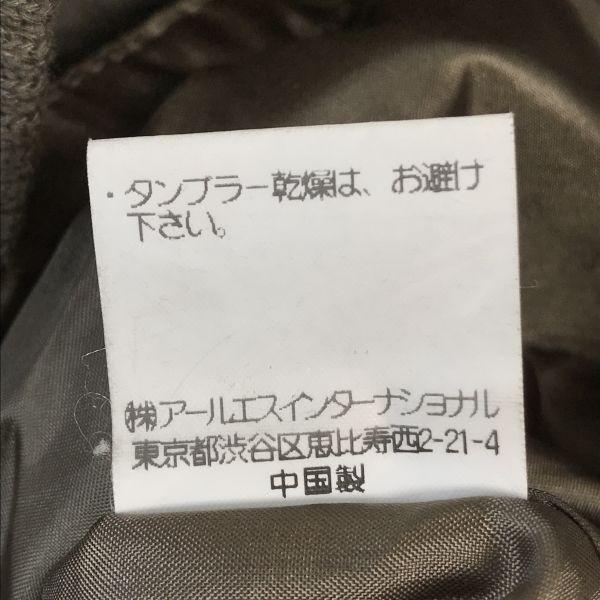 ・タンブラー乾燥は、お避け
下さい。
㈱アールエスインターナショナル
東京都渋谷区恵比寿西2-21-4
中国製